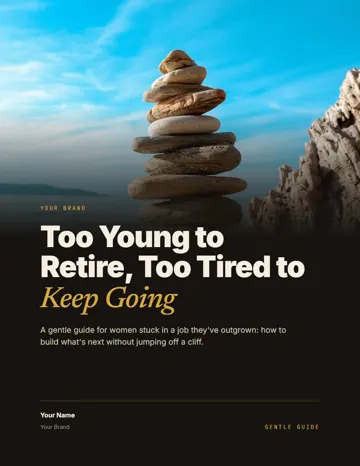 YOUR BRAND
Too Young to
Retire, Too Tired to
Keep Going
A gentle guide for women stuck in a job they've outgrown: how to
build what's next without jumping off a cliff.
Your Name
Your Brand
GENTLE GUIDE